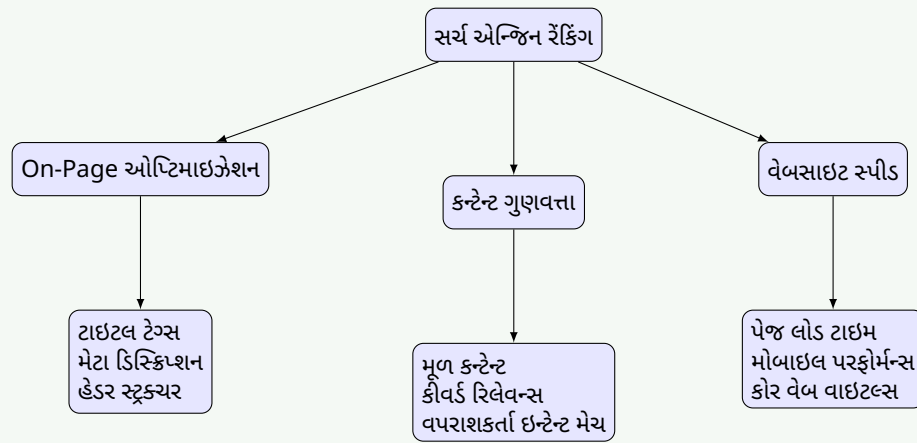 સર્ચ એન્જિન રેંકિંગ
On-Page ઓપ્ટિમાઇઝેશન
કન્ટેન્ટ ગુણવત્તા
વેબસાઇટ સ્પીડ
ટાઇટલ ટેગ્સ
મેટા ડિસ્ક્રિપ્શન
હેડર સ્ટ્રક્ચર
મૂળ કન્ટેન્ટ
કીવર્ડ રિલેવન્સ
વપરાશકર્તા ઇન્ટેન્ટ મેચ
પેજ લોડ ટાઇમ
મોબાઇલ પરફોર્મન્સ
કોર વેબ વાઇટલ્સ